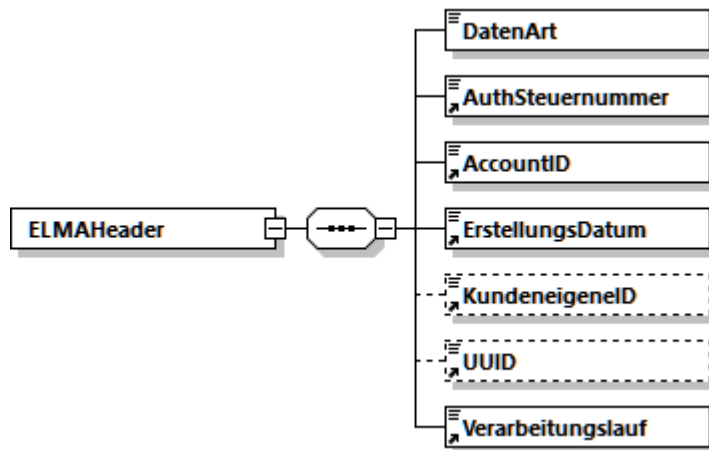 DatenArt
AuthSteuernummer
AccountID
ELMAHeader
ErstellungsDatum
KundeneigeneID
UUID
Verarbeitungslauf